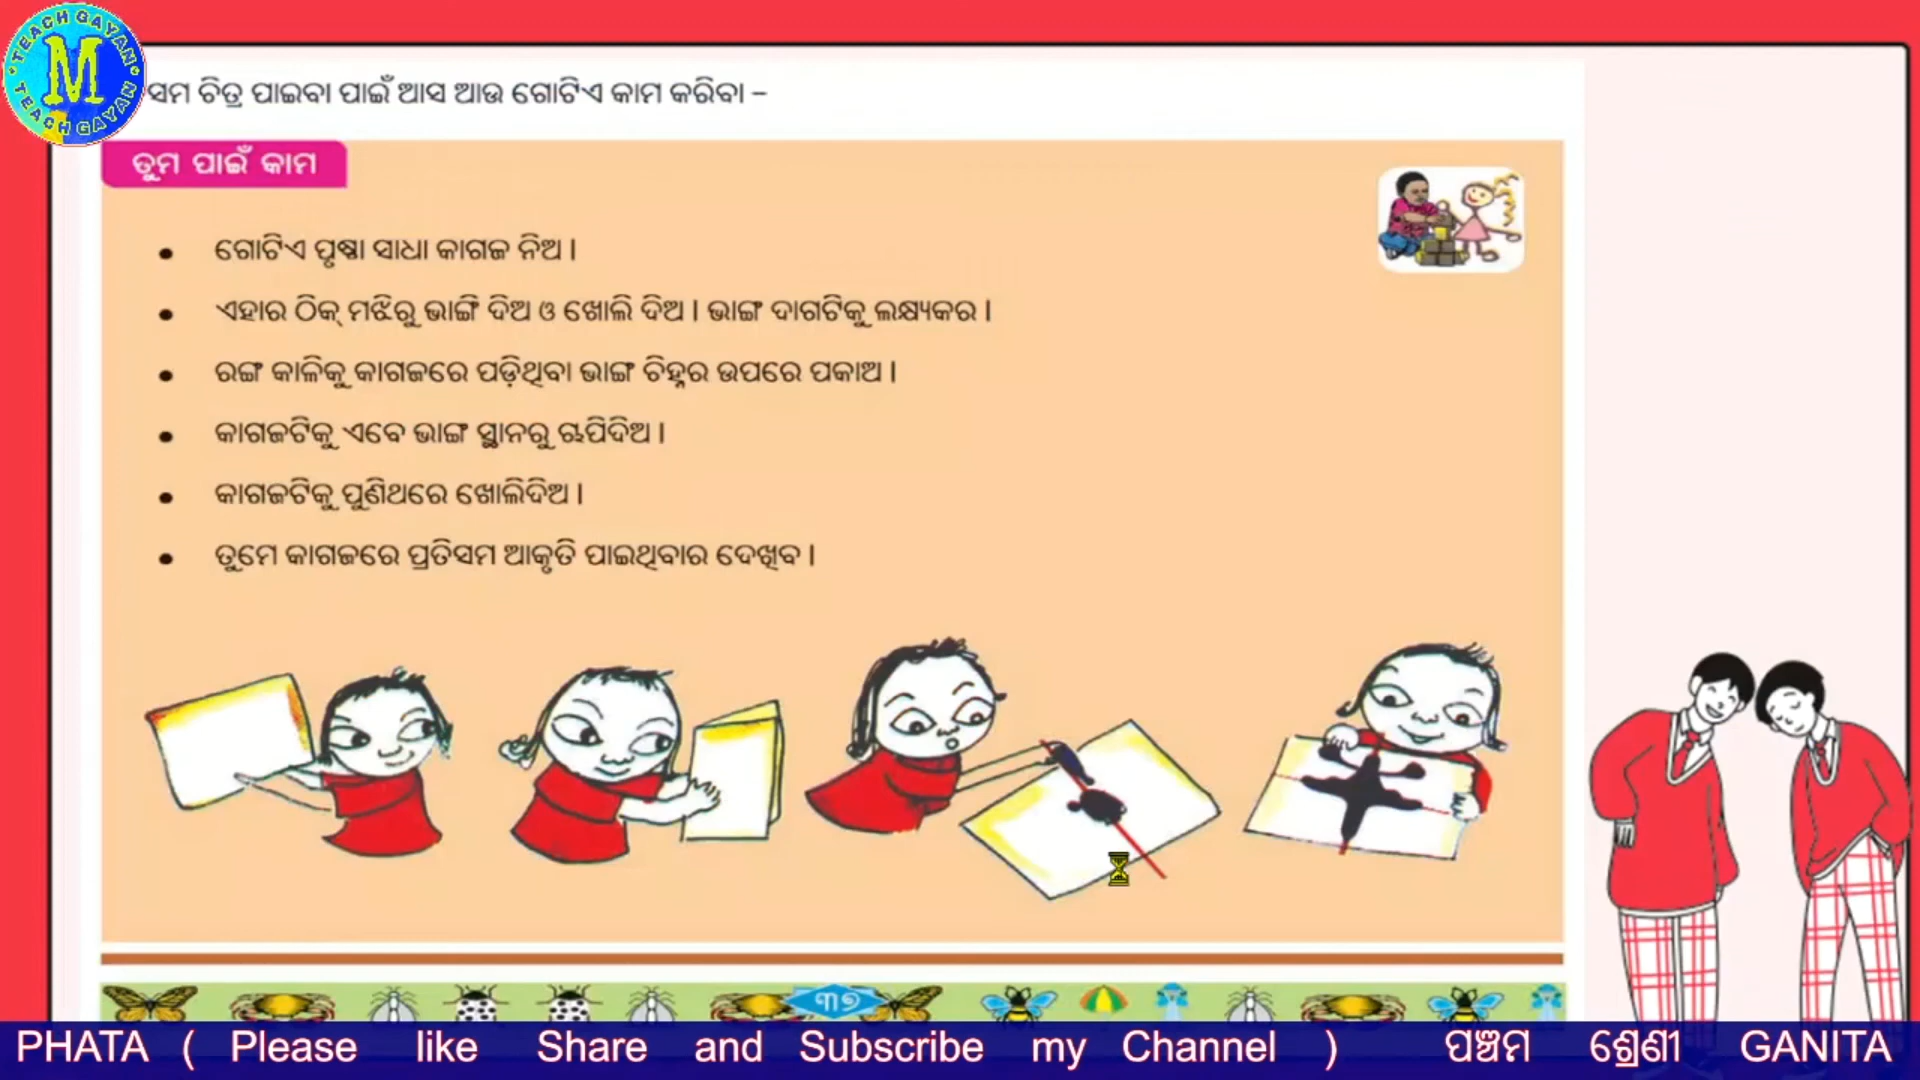 TEACH GAYAN
M
TEACH GAYAN
ସମ ଚିତ୍ର ପାଇବା ପାଇଁ ଆସ ଆଉ ଗୋଟିଏ କାମ କରିବା –
ତୁମ ପାଇଁ କାମ
• ଗୋଟିଏ ପୃଷ୍ଠା ସାଧା କାଗଜ ନିଅ ।
• ଏହାର ଠିକ୍ ମଝିରୁ ଭାଙ୍ଗି ଦିଅ ଓ ଖୋଲି ଦିଅ । ଭାଙ୍ଗ ଦାଗଟିକୁ ଲକ୍ଷ୍ୟକର ।
• ରଙ୍ଗ କାଳିକୁ କାଗଜରେ ପଡ଼ିଥିବା ଭାଙ୍ଗ ଚିହ୍ନର ଉପରେ ପକାଅ ।
• କାଗଜଟିକୁ ଏବେ ଭାଙ୍ଗ ସ୍ଥାନରୁ ଋପିଦିଅ ।
• କାଗଜଟିକୁ ପୁଣିଥରେ ଖୋଲିଦିଅ ।
• ତୁମେ କାଗଜରେ ପ୍ରତିସମ ଆକୃତି ପାଇଥିବାର ଦେଖିବ ।
୩୭
PHATA ( Please like Share and Subscribe my Channel ) ପଞ୍ଚମ ଶ୍ରେଣୀ GANITA